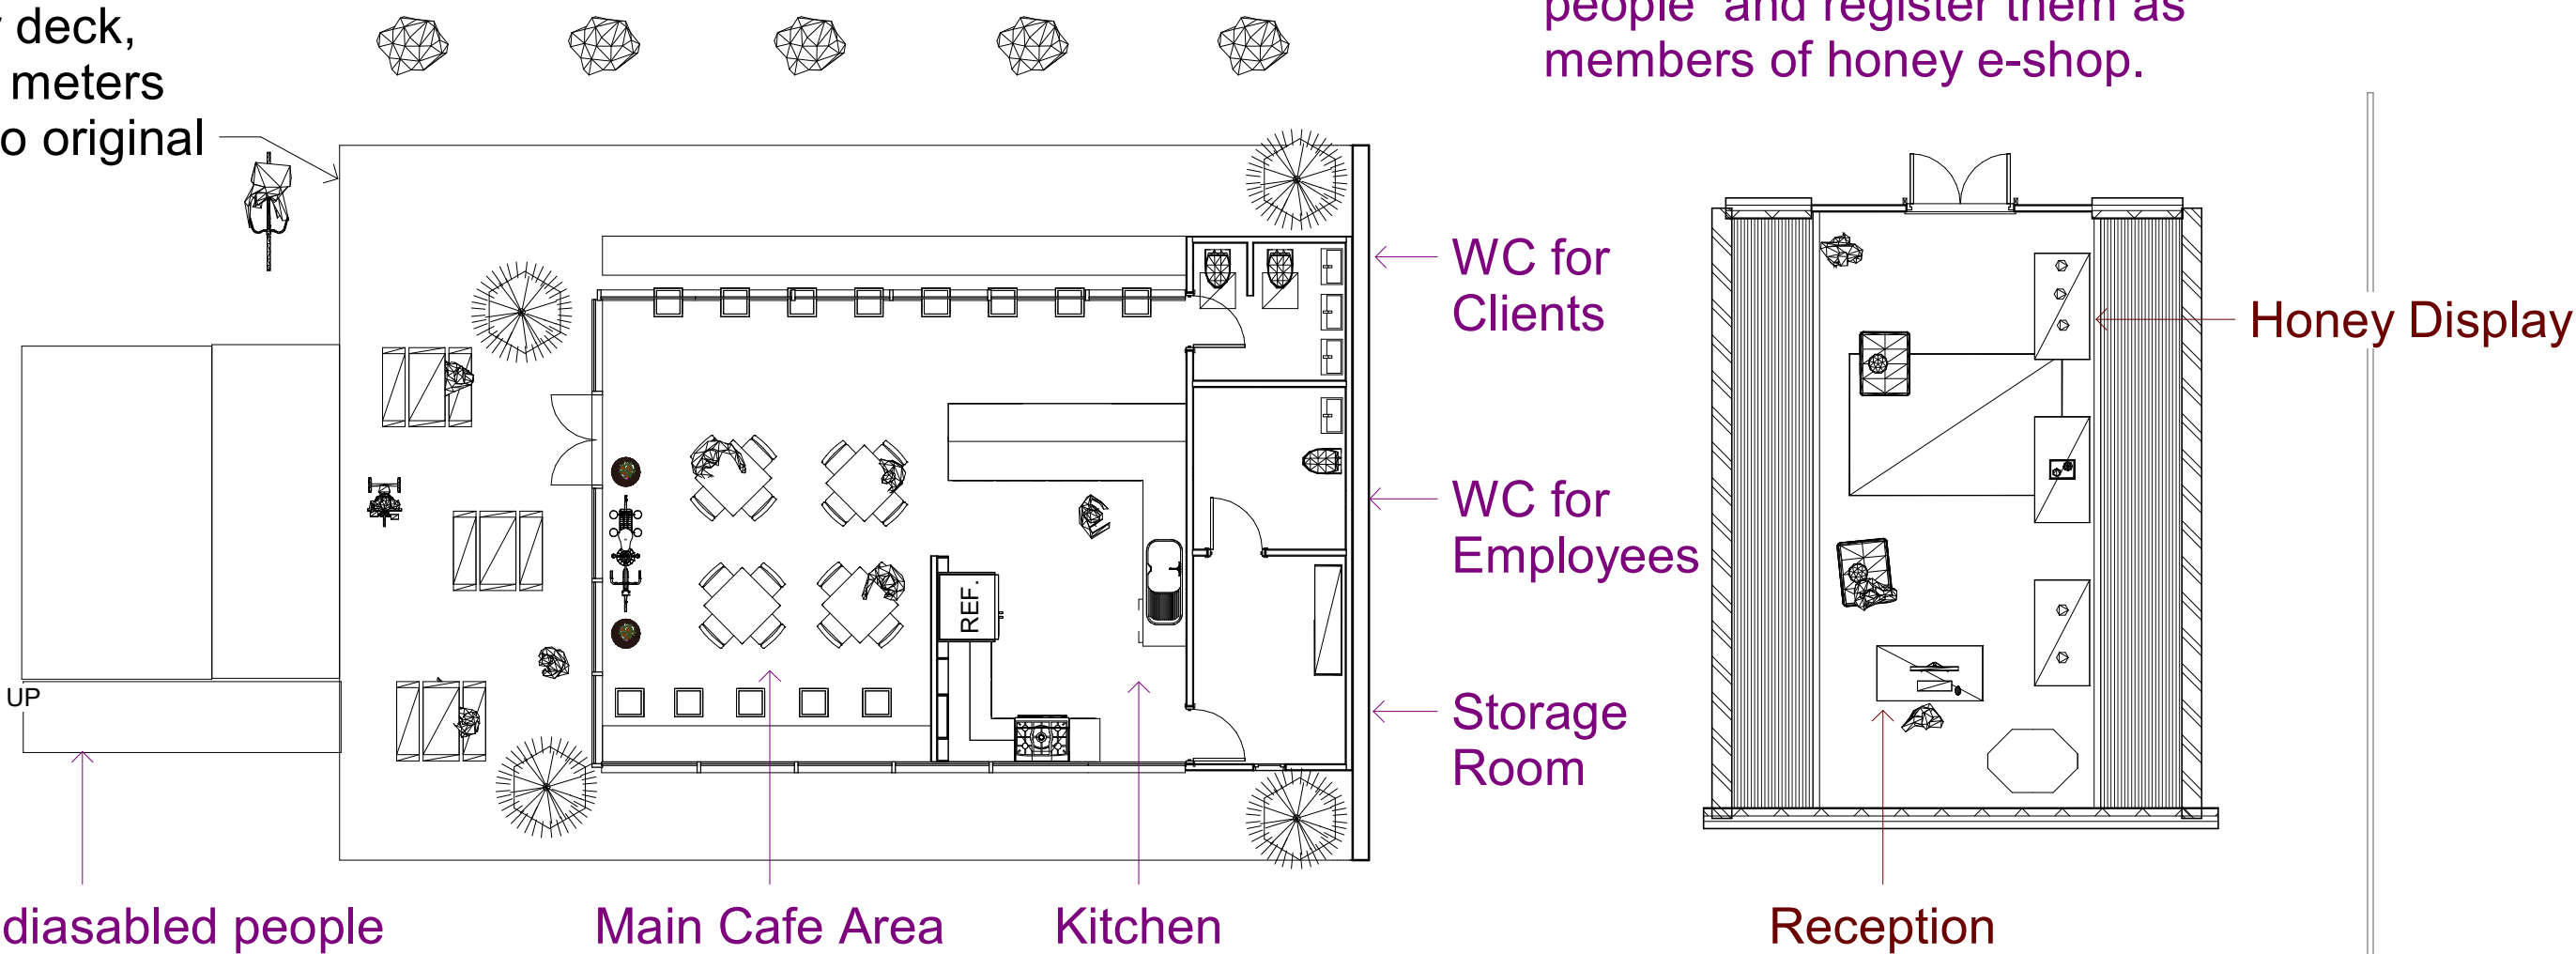 deck,
meters
o original
people and register them as
members of honey e-shop.
WC for
Clients
Honey Display
WC for
Employees
REF.
UP
Storage
Room
diasabled people
Main Cafe Area
Kitchen
Reception